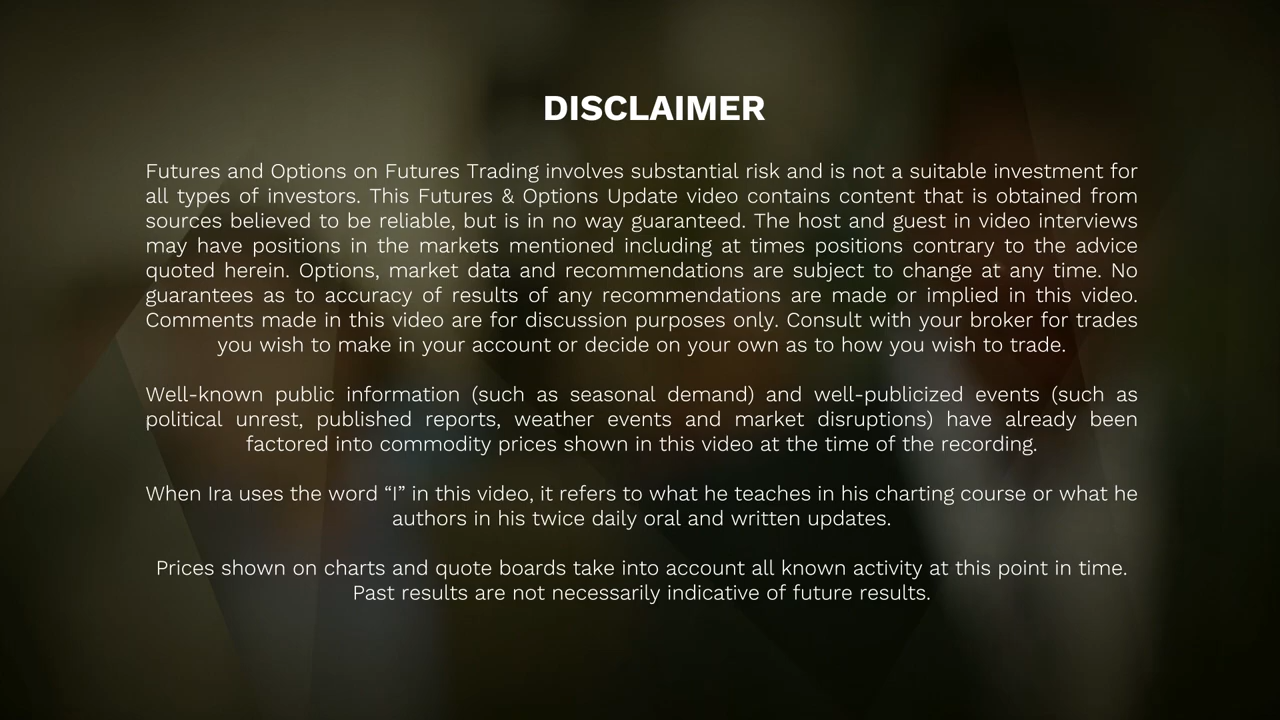 DISCLAIMER
Futures and Options on Futures Trading involves substantial risk and is not a suitable investment for
all types of investors. This Futures & Options Update video contains content that is obtained from
sources believed to be reliable, but is in no way guaranteed. The host and guest in video interviews
may have positions in the markets mentioned including at times positions contrary to the advice
quoted herein. Options, market data and recommendations are subject to change at any time. No
guarantees as to accuracy of results of any recommendations are made or implied in this video.
Comments made in this video are for discussion purposes only. Consult with your broker for trades
you wish to make in your account or decide on your own as to how you wish to trade.
Well-known public information (such as seasonal demand) and well-publicized events (such as
political unrest, published reports, weather events and market disruptions) have already been
factored into commodity prices shown in this video at the time of the recording.
When Ira uses the word “I” in this video, it refers to what he teaches in his charting course or what he
authors in his twice daily oral and written updates.
Prices shown on charts and quote boards take into account all known activity at this point in time.
Past results are not necessarily indicative of future results.